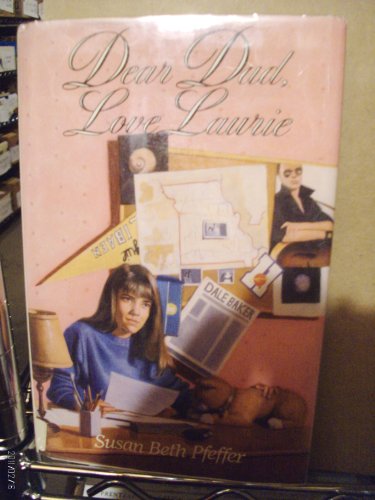 Dear Dad,
Love, Laurie
DALE BAKER
Susan Beth Pfeffer